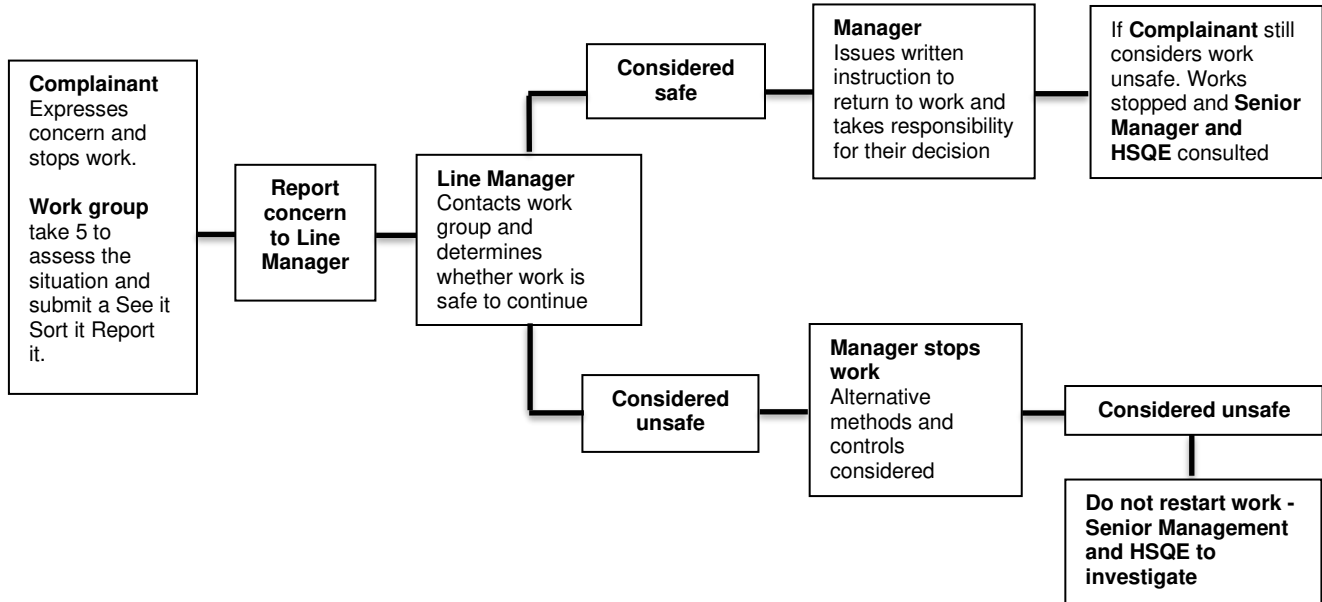 Complainant
Expresses
concern and
stops work.
Work group
take 5 to
assess the
situation and
submit a See it
Sort it Report
it.
Report
concern
to Line
Manager
Line Manager
Contacts work
group and
determines
whether work is
safe to continue
Considered
safe
Manager
Issues written
instruction to
return to work and
takes responsibility
for their decision
If Complainant still
considers work
unsafe. Works
stopped and Senior
Manager and
HSQE consulted
Considered
unsafe
Manager stops
work
Alternative
methods and
controls
considered
Considered unsafe
Do not restart work -
Senior Management
and HSQE to
investigate